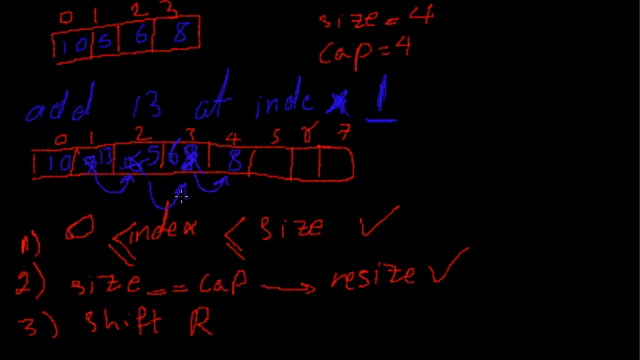 0 1 2 3
10 5 6 8
size = 4
cap = 4
add 13 at index 1
0 1 2 3 4 5 6 7
10 13 5 6 8
1) 0 ≤ index ≤ size ✓
2) size == cap → resize ✓
3) shift R